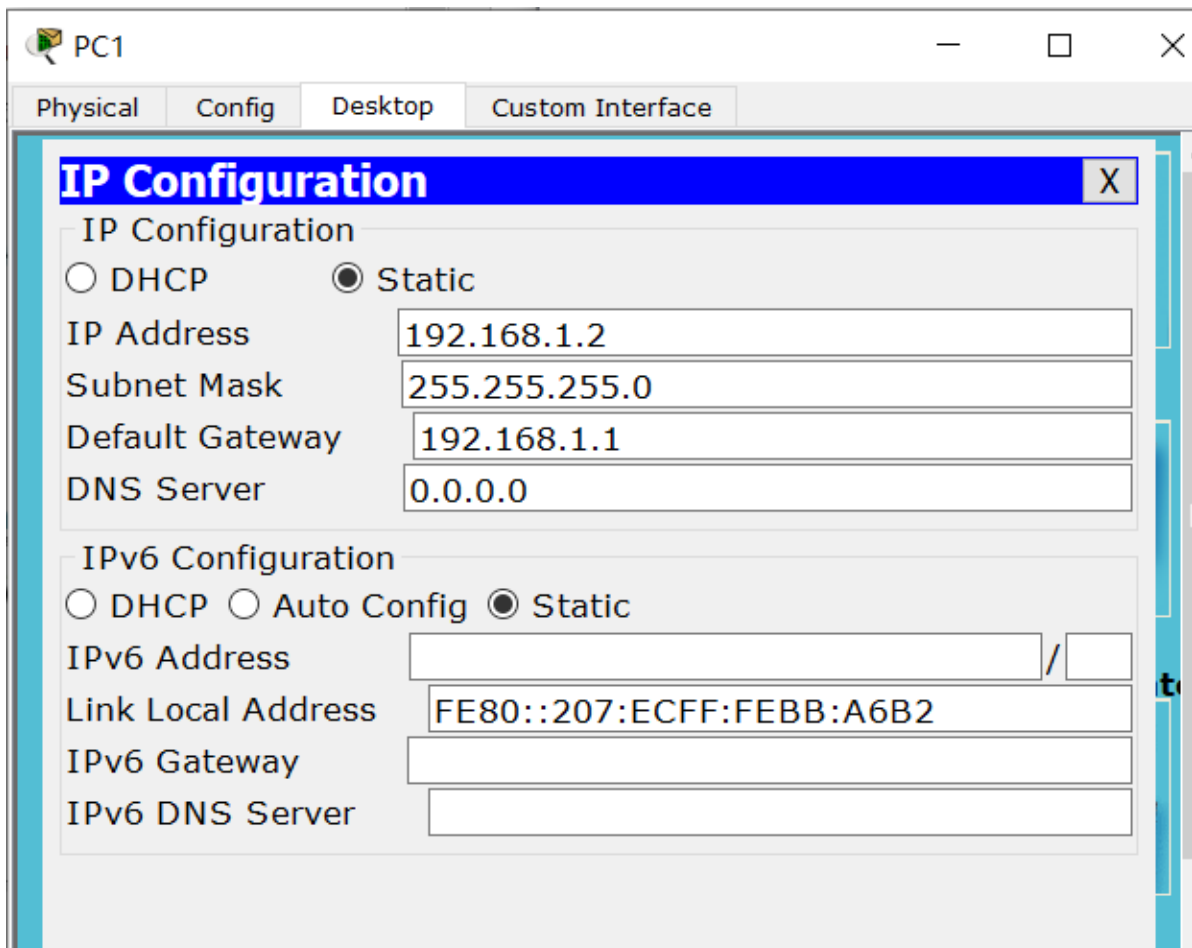 PC1
Physical Config Desktop Custom Interface
IP Configuration X
IP Configuration
DHCP Static
IP Address 192.168.1.2
Subnet Mask 255.255.255.0
Default Gateway 192.168.1.1
DNS Server 0.0.0.0
IPv6 Configuration
DHCP Auto Config Static
IPv6 Address /
Link Local Address FE80::207:ECFF:FEBB:A6B2
IPv6 Gateway
IPv6 DNS Server